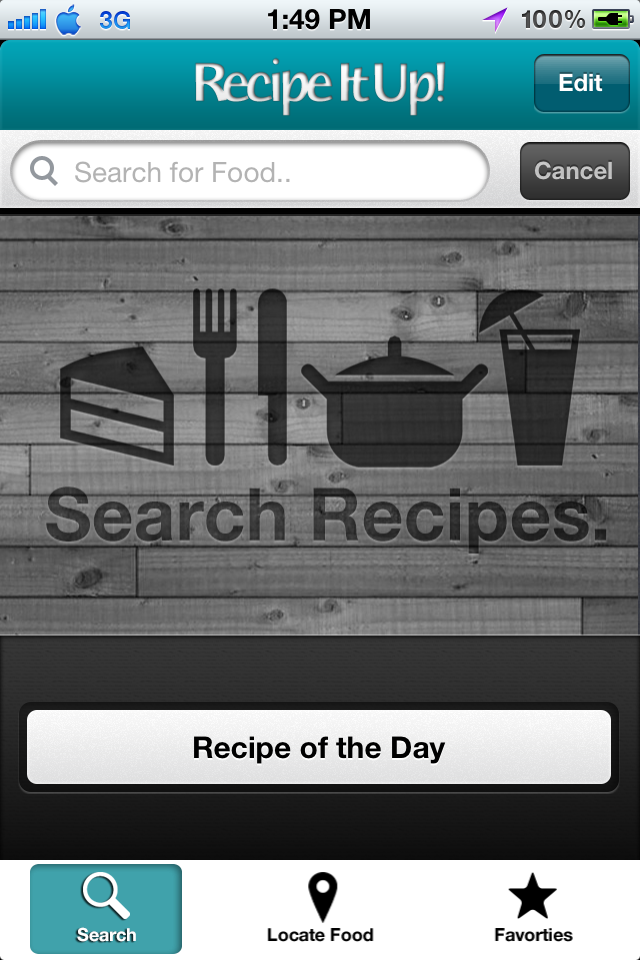 3G 1:49 PM 100%
Recipe It Up! Edit
Search for Food.. Cancel
Search Recipes.
Recipe of the Day
Search Locate Food Favorties